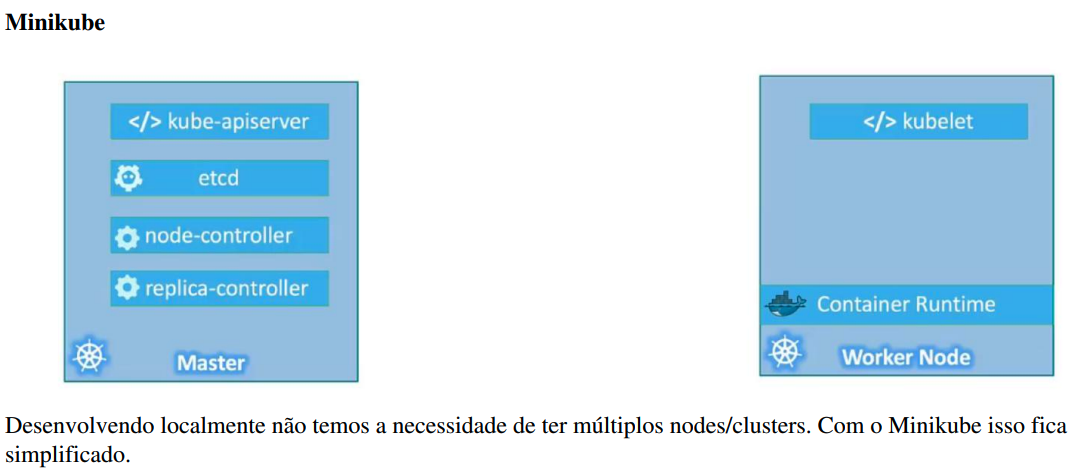 Minikube
</> kube-apiserver
etcd
node-controller
replica-controller
Master
</> kubelet
Container Runtime
Worker Node
Desenvolvendo localmente não temos a necessidade de ter múltiplos nodes/clusters. Com o Minikube isso fica
simplificado.